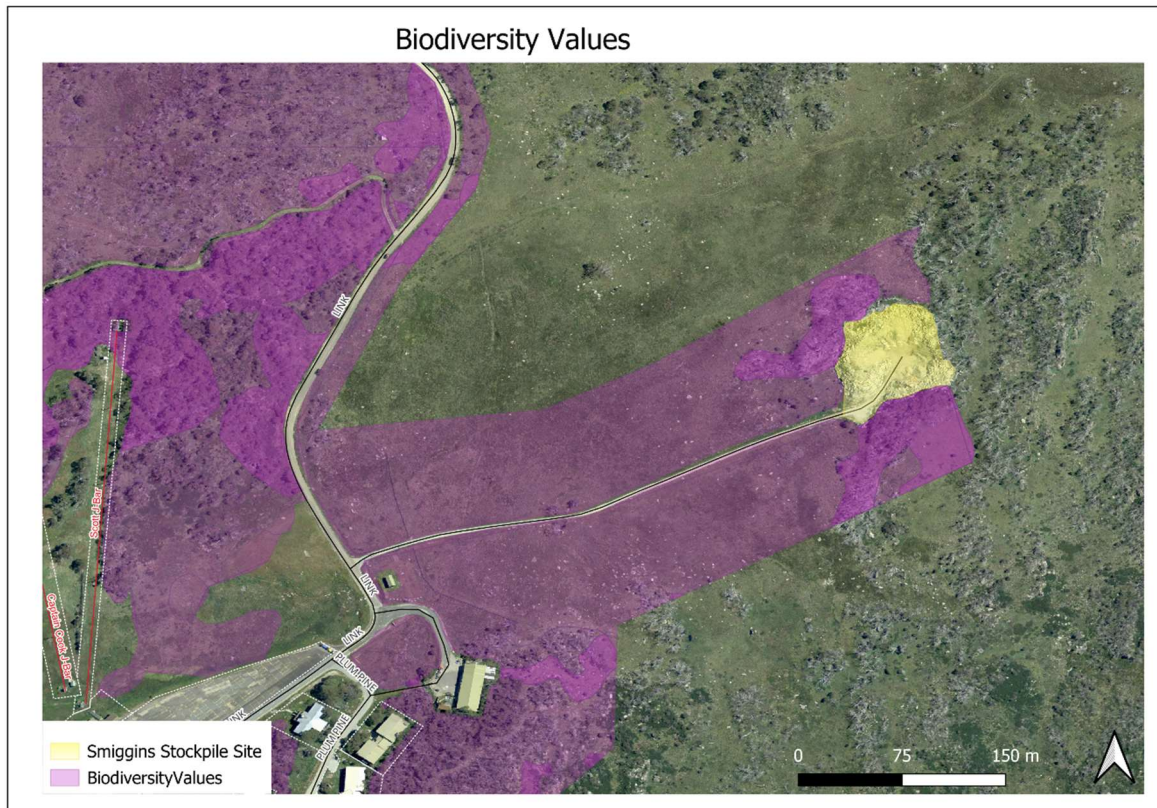 Biodiversity Values
LINK
Scott J-Bar
Captain Cook J-Bar
LINK
LINK
PLUM PINE
LINK
PLUM PINE
Smiggins Stockpile Site
BiodiversityValues
0 75 150 m